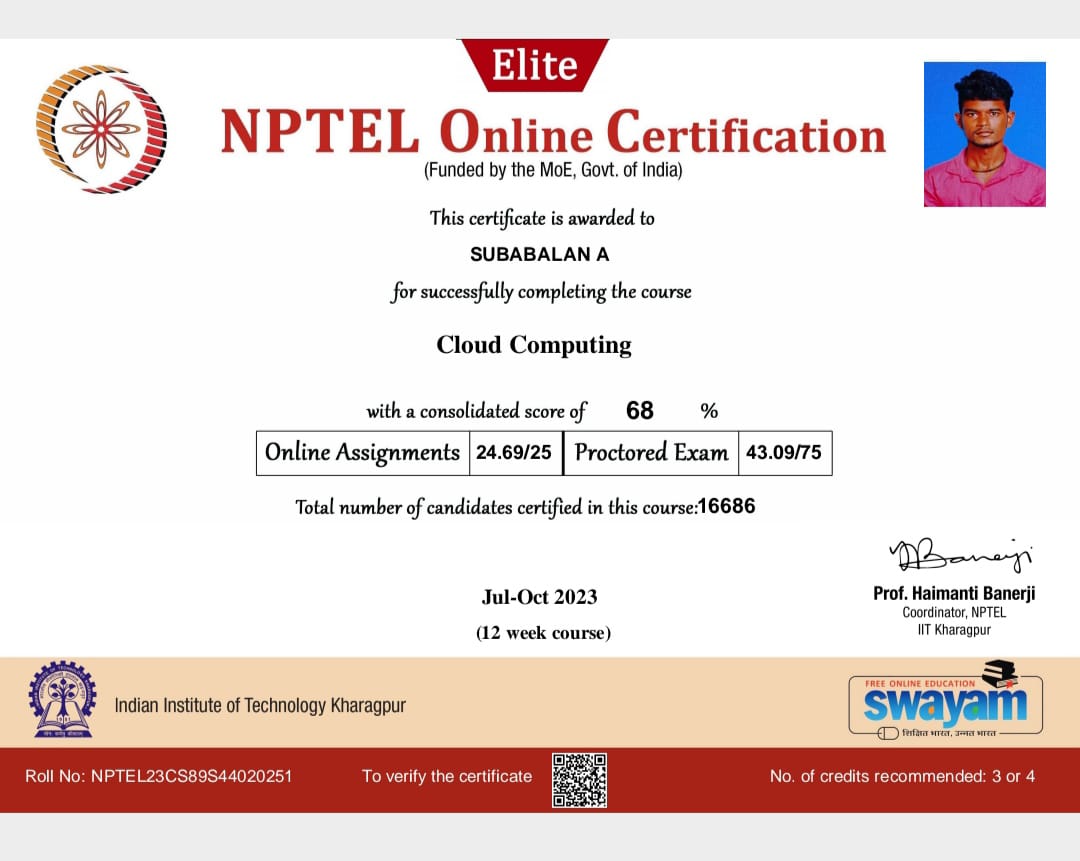 Elite
NPTEL Online Certification
(Funded by the MoE, Govt. of India)
This certificate is awarded to
SUBABALAN A
for successfully completing the course
Cloud Computing
with a consolidated score of 68 %
Online Assignments 24.69/25 Proctored Exam 43.09/75
Total number of candidates certified in this course:16686
Jul-Oct 2023
(12 week course)
Prof. Haimanti Banerji
Coordinator, NPTEL
IIT Kharagpur
Indian Institute of Technology Kharagpur
FREE ONLINE EDUCATION
swayam
शिक्षित भारत, उन्नत भारत
Roll No: NPTEL23CS89S44020251 To verify the certificate No. of credits recommended: 3 or 4